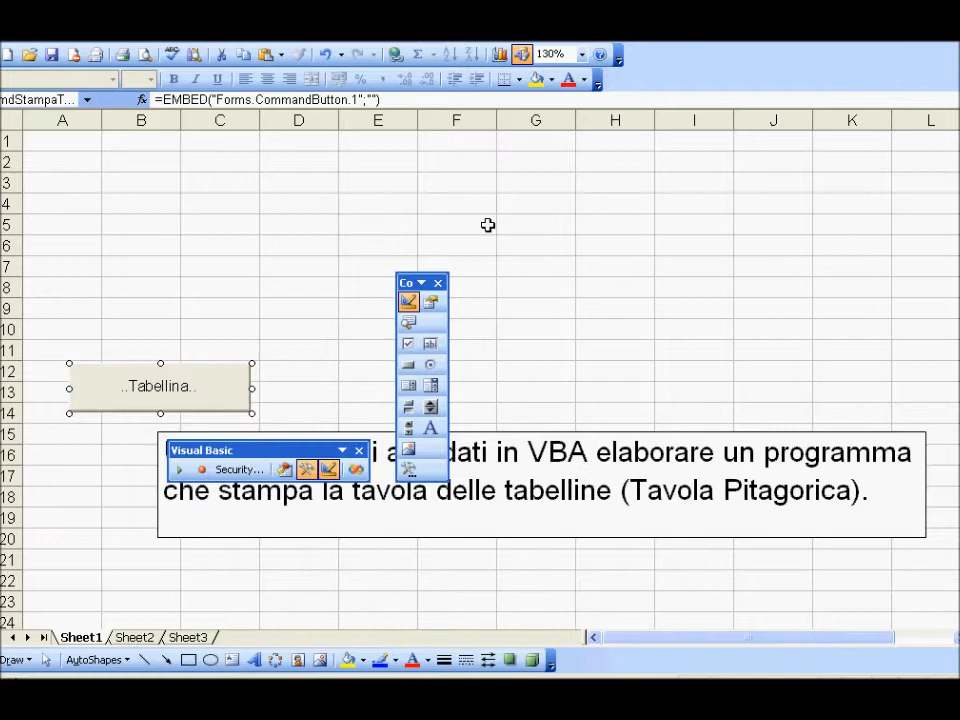 130%
B I U
mdStampaT... fx =EMBED("Forms.CommandButton.1";"")
A B C D E F G H I J K L
1
2
3
4
5
6
7
8
9
10
11
12
13
14
15
16
17
18
19
20
21
22
23
24
Co
..Tabellina..
Visual Basic
Security...
i dati in VBA elaborare un programma
che stampa la tavola delle tabelline (Tavola Pitagorica).
Sheet1 Sheet2 Sheet3
Draw AutoShapes